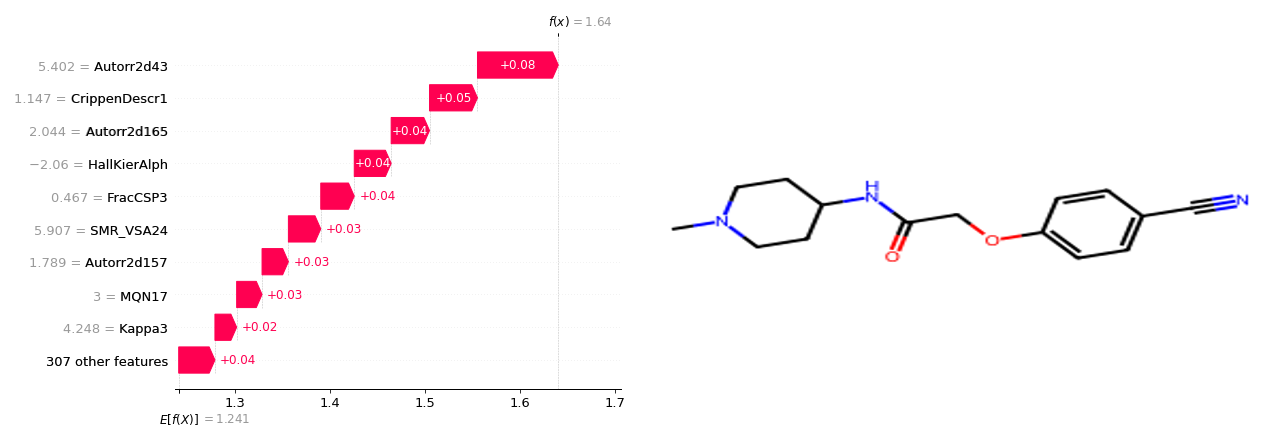 f(x) = 1.64
5.402 = Autorr2d43
+0.08
1.147 = CrippenDescr1
+0.05
2.044 = Autorr2d165
+0.04
−2.06 = HallKierAlph
+0.04
0.467 = FracCSP3
+0.04
5.907 = SMR_VSA24
+0.03
1.789 = Autorr2d157
+0.03
3 = MQN17
+0.03
4.248 = Kappa3
+0.02
307 other features
+0.04
1.3 1.4 1.5 1.6 1.7
E[f(X)] = 1.241
H
N
N
O
O
N